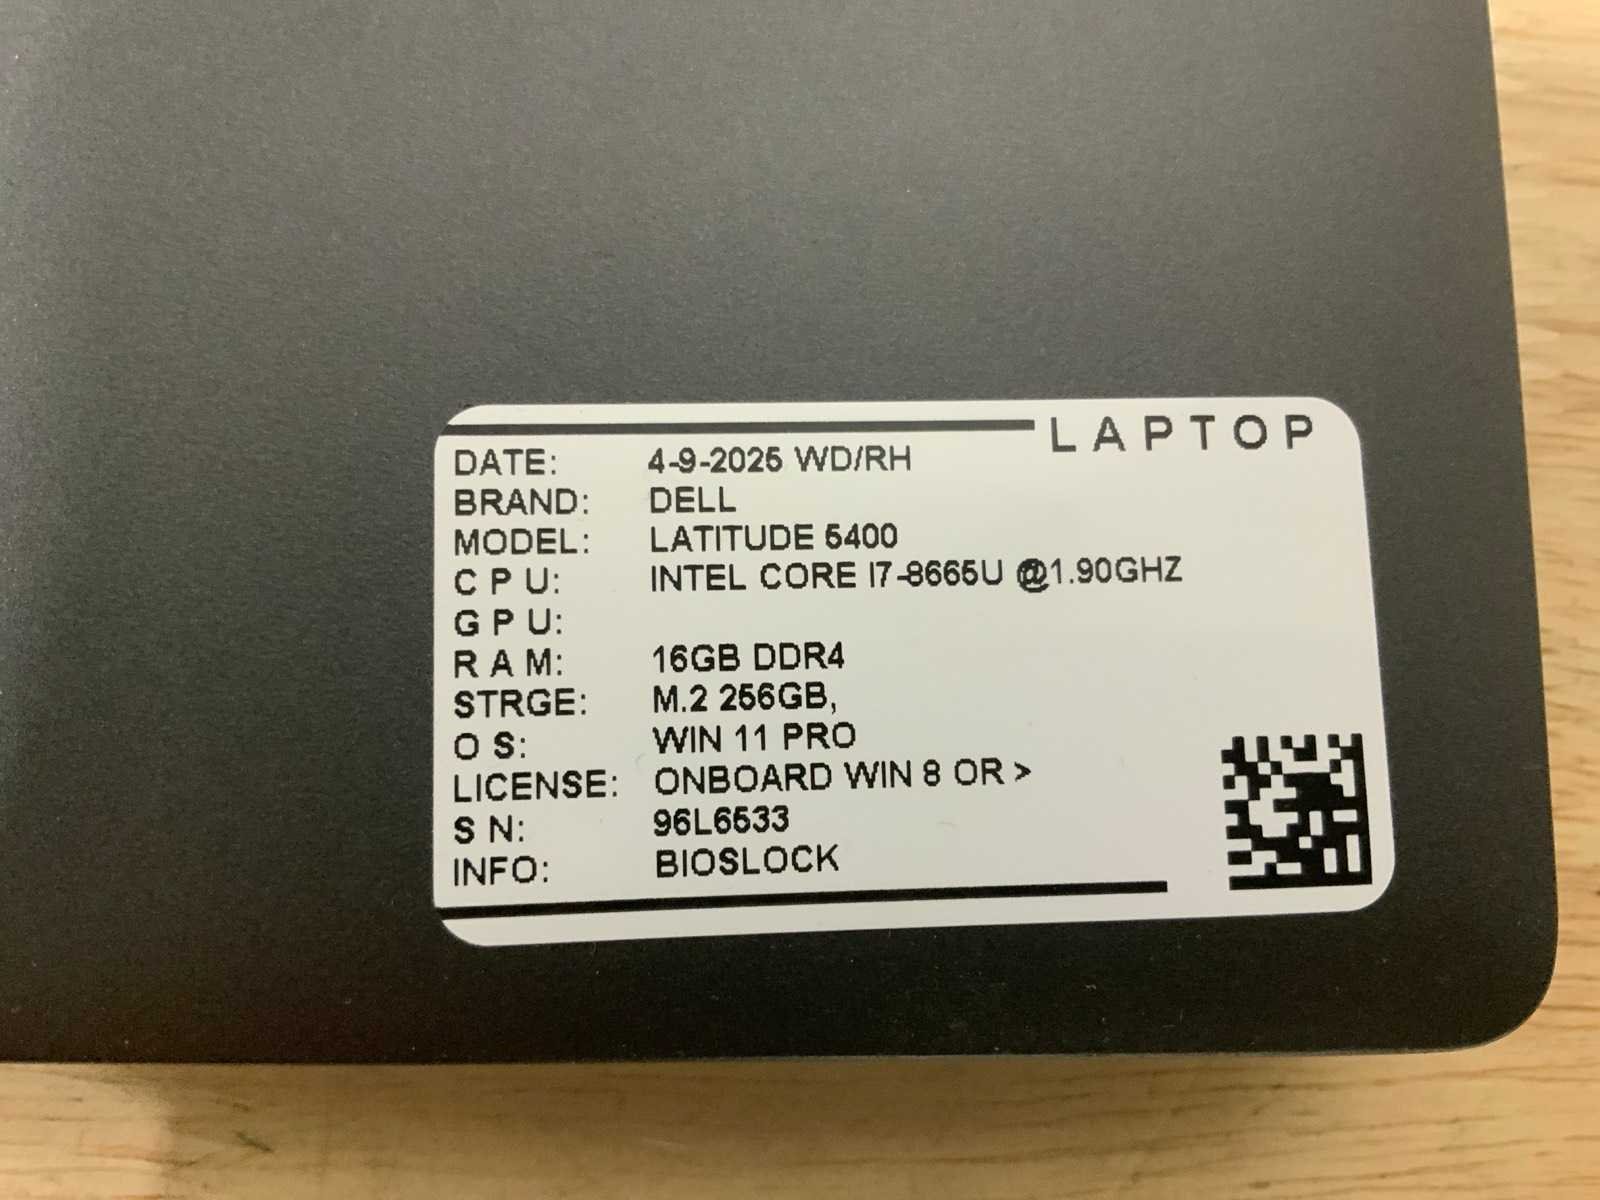 LAPTOP
DATE: 4-9-2025 WD/RH
BRAND: DELL
MODEL: LATITUDE 5400
C P U: INTEL CORE I7-8665U @1.90GHZ
G P U:
R A M: 16GB DDR4
STRGE: M.2 256GB,
O S: WIN 11 PRO
LICENSE: ONBOARD WIN 8 OR >
S N: 96L6533
INFO: BIOSLOCK